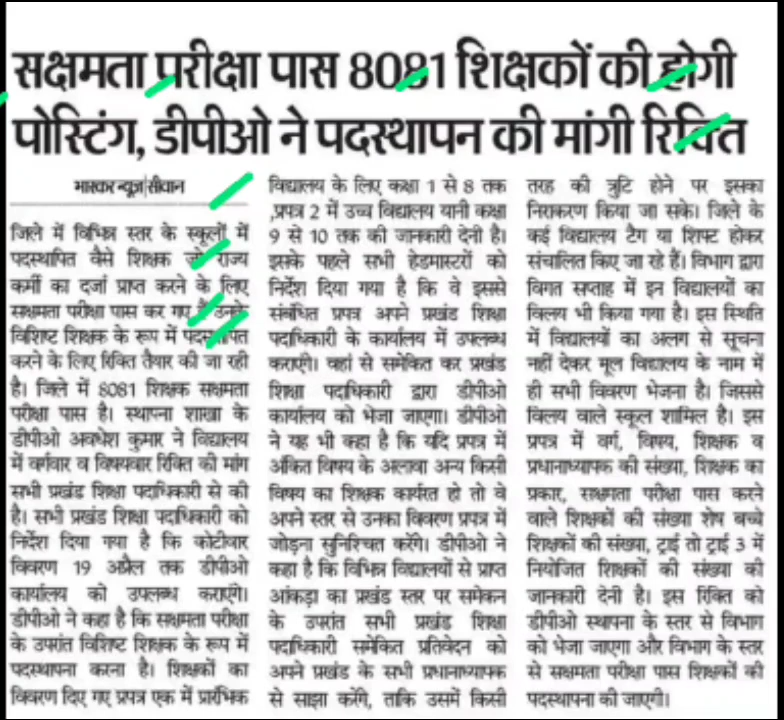 सक्षमता परीक्षा पास 8081 शिक्षकों की होगी
पोस्टिंग, डीपीओ ने पदस्थापन की मांगी रिक्ति
भास्कर न्यूज|सीवान
जिले में विभिन्न स्तर के स्कूलों में
पदस्थापित वैसे शिक्षक जो राज्य
कर्मी का दर्जा प्राप्त करने के लिए
सक्षमता परीक्षा पास कर गए हैं उनके
विशिष्ट शिक्षक के रूप में पदस्थापित
करने के लिए रिक्ति तैयार की जा रही
है। जिले में 8081 शिक्षक सक्षमता
परीक्षा पास है। स्थापना शाखा के
डीपीओ अवधेश कुमार ने विद्यालय
में वर्गवार व विषयवार रिक्ति की मांग
सभी प्रखंड शिक्षा पदाधिकारी से की
है। सभी प्रखंड शिक्षा पदाधिकारी को
निर्देश दिया गया है कि कोटीवार
विवरण 19 अप्रैल तक डीपीओ
कार्यालय को उपलब्ध कराएंगे।
डीपीओ ने कहा है कि सक्षमता परीक्षा
के उपरांत विशिष्ट शिक्षक के रूप में
पदस्थापना करना है। शिक्षकों का
विवरण दिए गए प्रपत्र एक में प्रारंभिक
विद्यालय के लिए कक्षा 1 से 8 तक
,प्रपत्र 2 में उच्च विद्यालय यानी कक्षा
9 से 10 तक की जानकारी देनी है।
इसके पहले सभी हेडमास्टरों को
निर्देश दिया गया है कि वे इससे
संबंधित प्रपत्र अपने प्रखंड शिक्षा
पदाधिकारी के कार्यालय में उपलब्ध
कराएंगे। वहां से समेकित कर प्रखंड
शिक्षा पदाधिकारी द्वारा डीपीओ
कार्यालय को भेजा जाएगा। डीपीओ
ने यह भी कहा है कि यदि प्रपत्र में
अंकित विषय के अलावा अन्य किसी
विषय का शिक्षक कार्यरत हो तो वे
अपने स्तर से उनका विवरण प्रपत्र में
जोड़ना सुनिश्चित करेंगे। डीपीओ ने
कहा है कि विभिन्न विद्यालयों से प्राप्त
आंकड़ा का प्रखंड स्तर पर समेकन
के उपरांत सभी प्रखंड शिक्षा
पदाधिकारी समेकित प्रतिवेदन को
अपने प्रखंड के सभी प्रधानाध्यापक
से साझा करेंगे, ताकि उसमें किसी
तरह की त्रुटि होने पर इसका
निराकरण किया जा सके। जिले के
कई विद्यालय टैग या शिफ्ट होकर
संचालित किए जा रहे हैं। विभाग द्वारा
विगत सप्ताह में इन विद्यालयों का
विलय भी किया गया है। इस स्थिति
में विद्यालयों का अलग से सूचना
नहीं देकर मूल विद्यालय के नाम में
ही सभी विवरण भेजना है। जिससे
विलय वाले स्कूल शामिल है। इस
प्रपत्र में वर्ग, विषय, शिक्षक व
प्रधानाध्यापक की संख्या, शिक्षक का
प्रकार, सक्षमता परीक्षा पास करने
वाले शिक्षकों की संख्या शेष बच्चे
शिक्षकों की संख्या, ट्राई तो ट्राई 3 में
नियोजित शिक्षकों की संख्या की
जानकारी देनी है। इस रिक्ति को
डीपीओ स्थापना के स्तर से विभाग
को भेजा जाएगा और विभाग के स्तर
से सक्षमता परीक्षा पास शिक्षकों की
पदस्थापना की जाएगी।